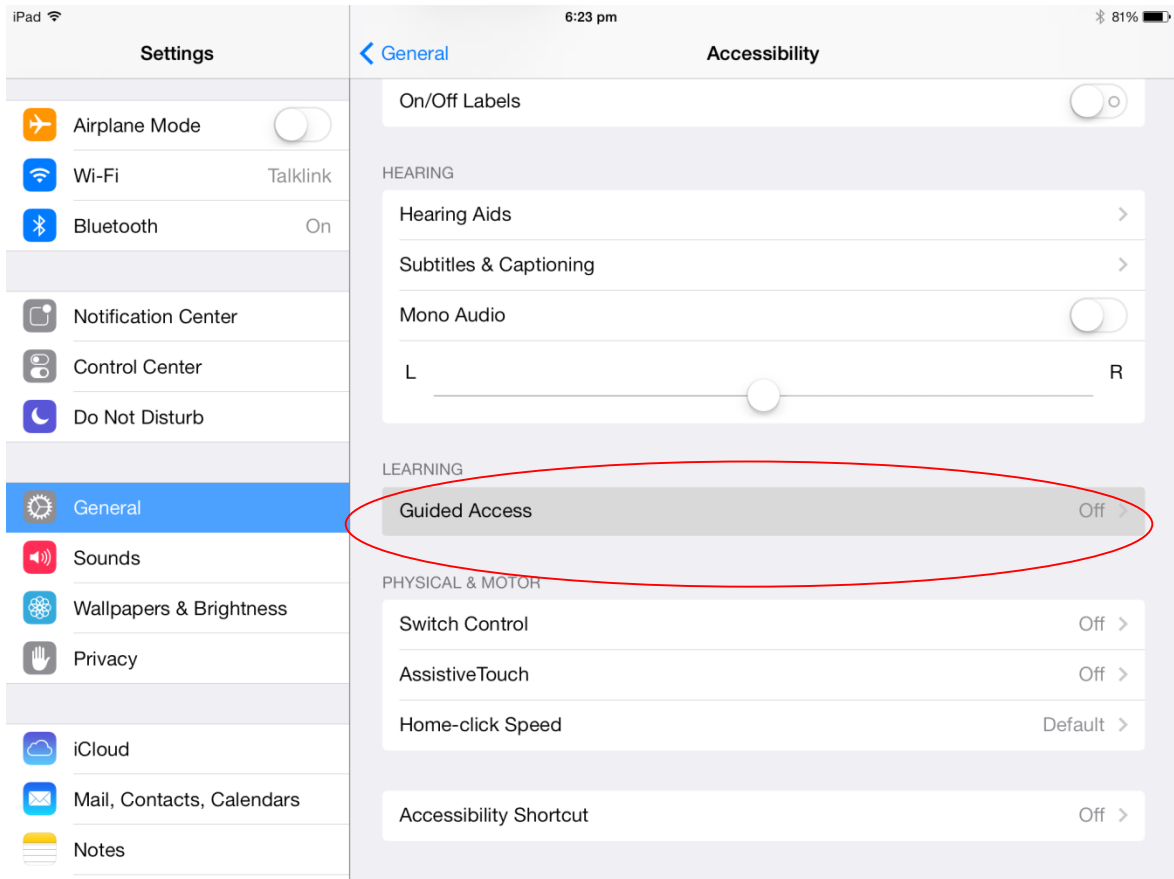 iPad 6:23 pm 81%
Settings
Airplane Mode
Wi-Fi Talklink
Bluetooth On
Notification Center
Control Center
Do Not Disturb
General
Sounds
Wallpapers & Brightness
Privacy
iCloud
Mail, Contacts, Calendars
Notes
General Accessibility
On/Off Labels
HEARING
Hearing Aids
Subtitles & Captioning
Mono Audio
L R
LEARNING
Guided Access Off
PHYSICAL & MOTOR
Switch Control Off
AssistiveTouch Off
Home-click Speed Default
Accessibility Shortcut Off